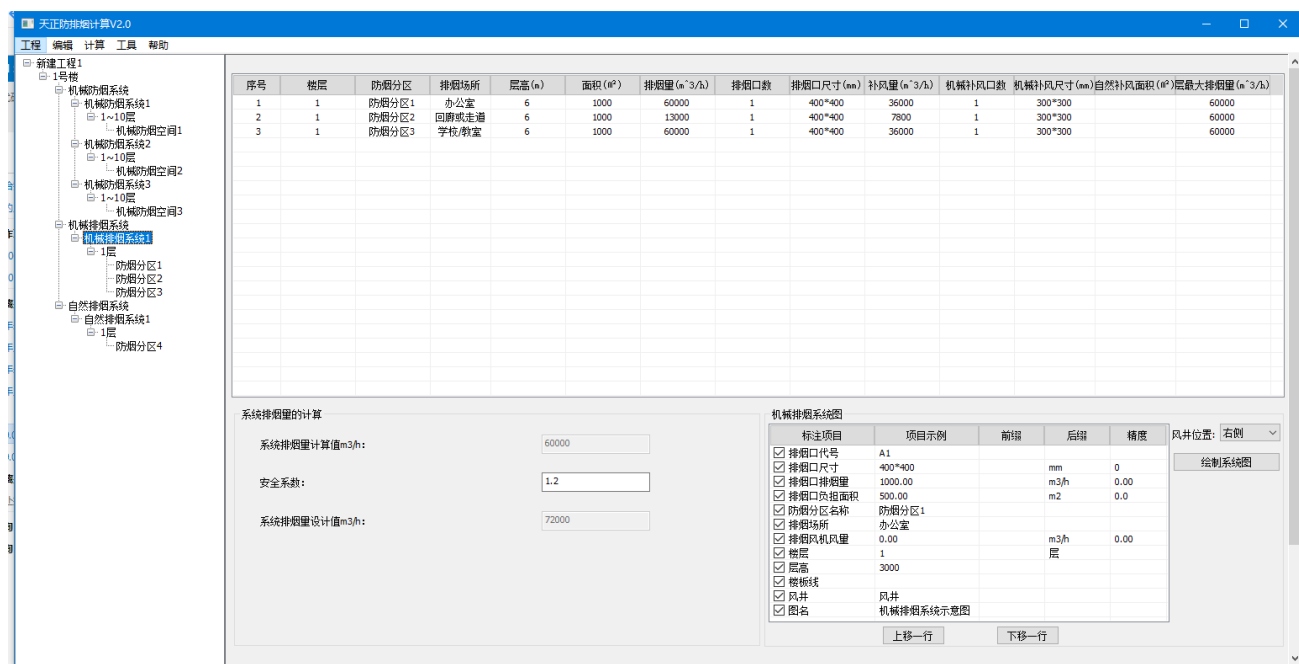 天正防排烟计算V2.0
工程 编辑 计算 工具 帮助
新建工程1
1号楼
机械防烟系统
机械防烟系统1
1~10层
机械防烟空间1
机械防烟系统2
1~10层
机械防烟空间2
机械防烟系统3
1~10层
机械防烟空间3
机械排烟系统
机械排烟系统1
1层
防烟分区1
防烟分区2
防烟分区3
自然排烟系统
自然排烟系统1
1层
防烟分区4
序号 楼层 防烟分区 排烟场所 层高(m) 面积(m²) 排烟量(m^3/h) 排烟口数 排烟口尺寸(mm) 补风量(m^3/h) 机械补风口数 机械补风尺寸(mm) 自然补风面积(m²) 层最大排烟量(m^3/h)
1 1 防烟分区1 办公室 6 1000 60000 1 400*400 36000 1 300*300 60000
2 1 防烟分区2 回廊或走道 6 1000 13000 1 400*400 7800 1 300*300 60000
3 1 防烟分区3 学校/教室 6 1000 60000 1 400*400 36000 1 300*300 60000
系统排烟量的计算
系统排烟量计算值m3/h: 60000
安全系数: 1.2
系统排烟量设计值m3/h: 72000
机械排烟系统图
标注项目 项目示例 前缀 后缀 精度
排烟口代号 A1
排烟口尺寸 400*400 mm 0
排烟口排烟量 1000.00 m3/h 0.00
排烟口负担面积 500.00 m2 0.0
防烟分区名称 防烟分区1
排烟场所 办公室
排烟风机风量 0.00 m3/h 0.00
楼层 1 层
层高 3000
楼板线
风井 风井
图名 机械排烟系统示意图
风井位置: 右侧
绘制系统图
上移一行 下移一行